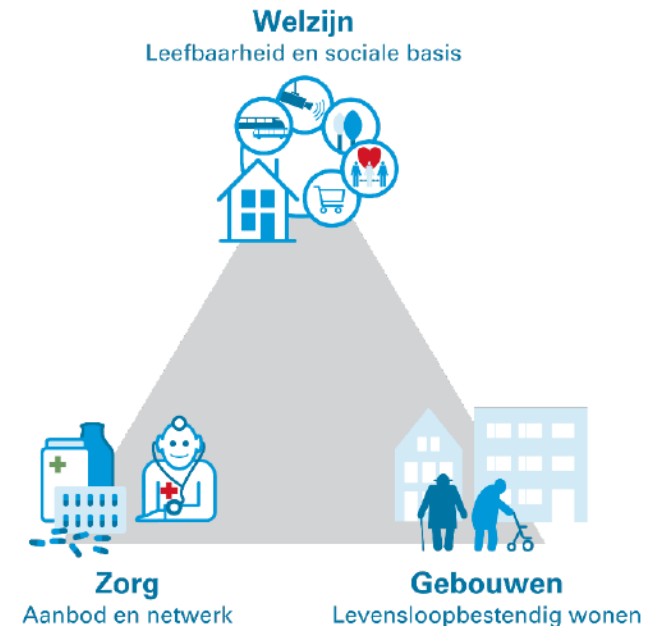 Welzijn
Leefbaarheid en sociale basis
Zorg
Aanbod en netwerk
Gebouwen
Levensloopbestendig wonen